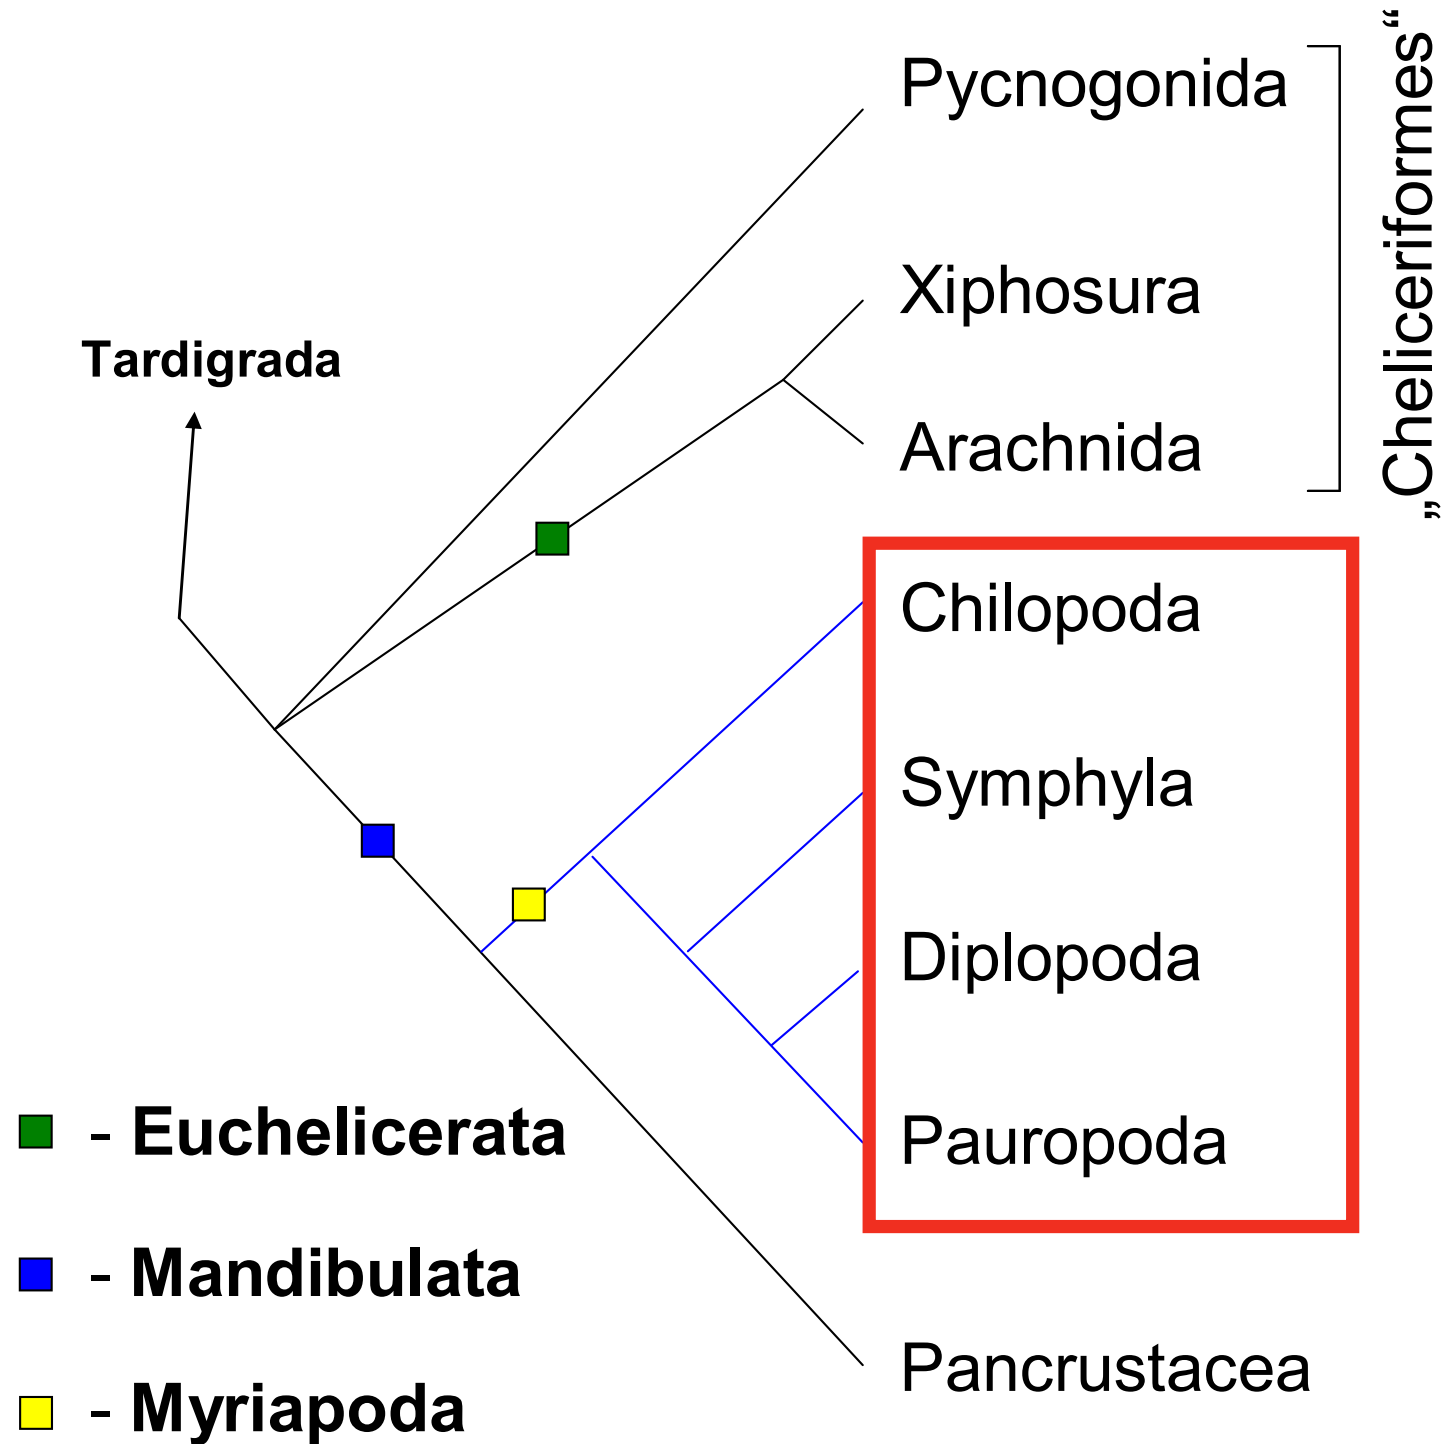 Pycnogonida
„Cheliceriformes“
Xiphosura
Tardigrada
Arachnida
Chilopoda
Symphyla
Diplopoda
Pauropoda
Pancrustacea
- Euchelicerata
- Mandibulata
- Myriapoda